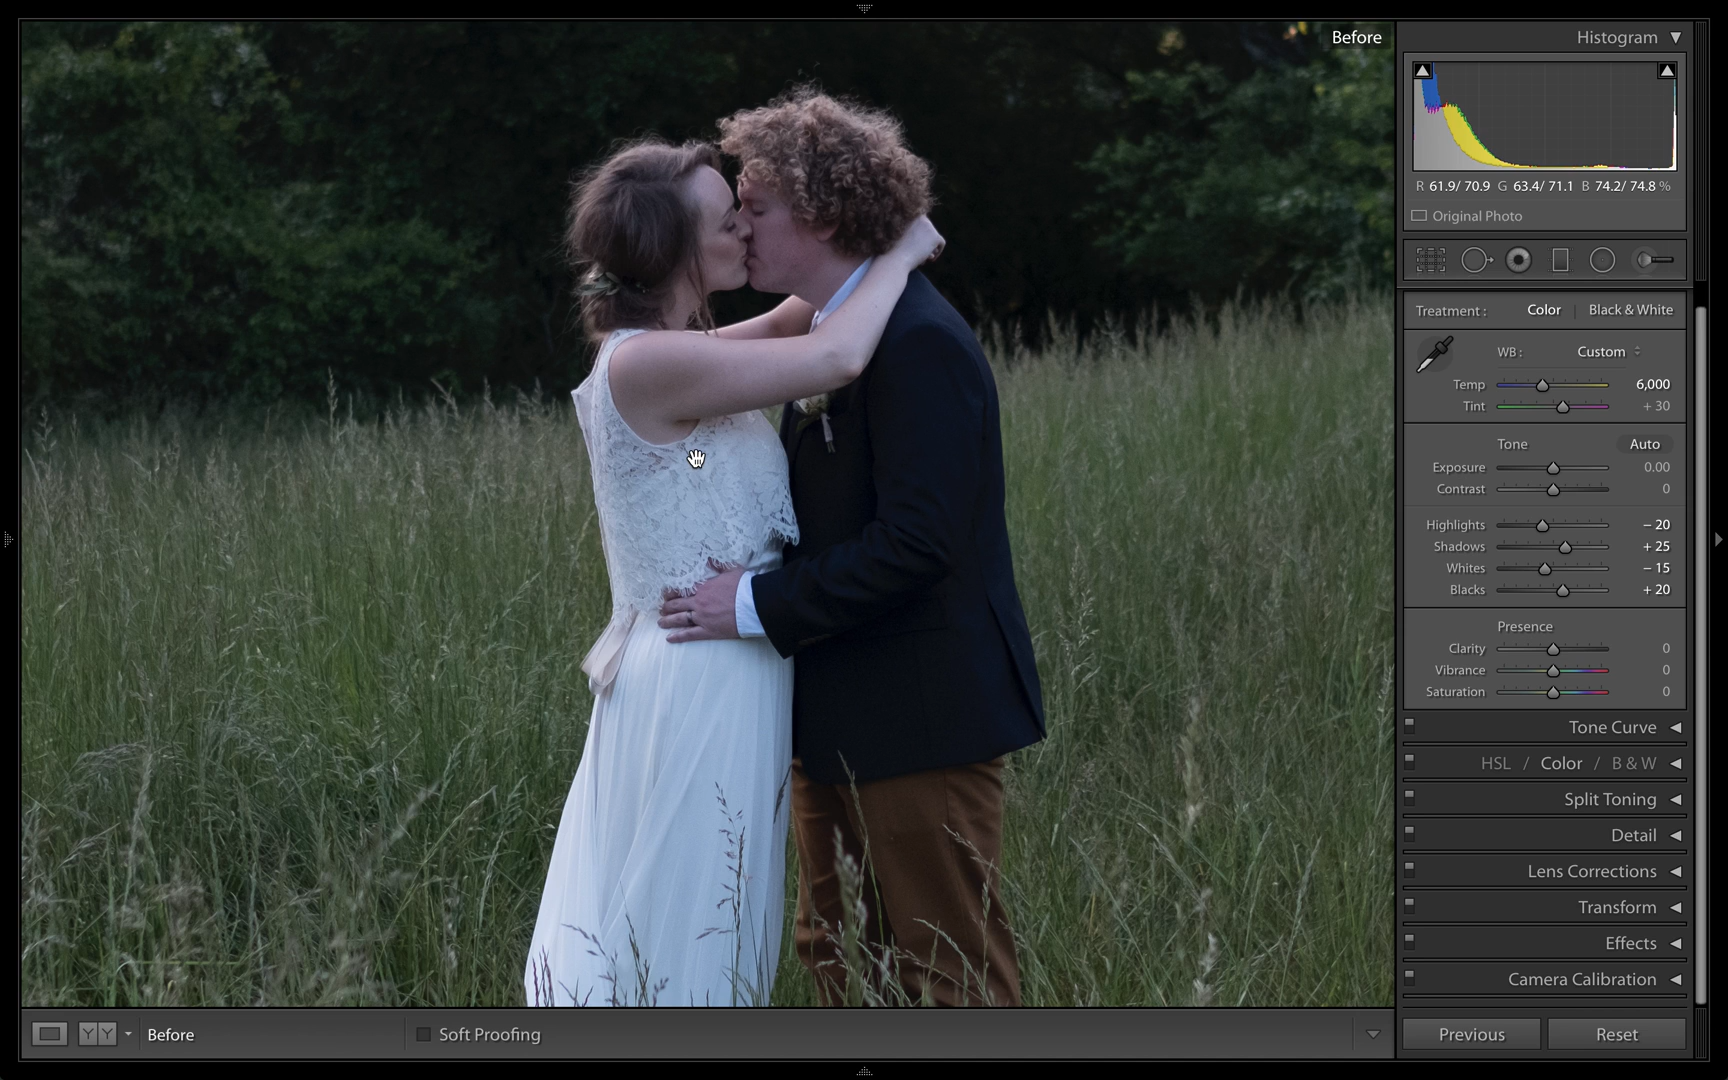 Before
Histogram
R 61.9/ 70.9 G 63.4/ 71.1 B 74.2/ 74.8 %
Original Photo
Treatment : Color | Black & White
WB : Custom
Temp 6,000
Tint + 30
Tone Auto
Exposure 0.00
Contrast 0
Highlights − 20
Shadows + 25
Whites − 15
Blacks + 20
Presence
Clarity 0
Vibrance 0
Saturation 0
Tone Curve
HSL / Color / B & W
Split Toning
Detail
Lens Corrections
Transform
Effects
Camera Calibration
Y Y Before Soft Proofing
Previous Reset